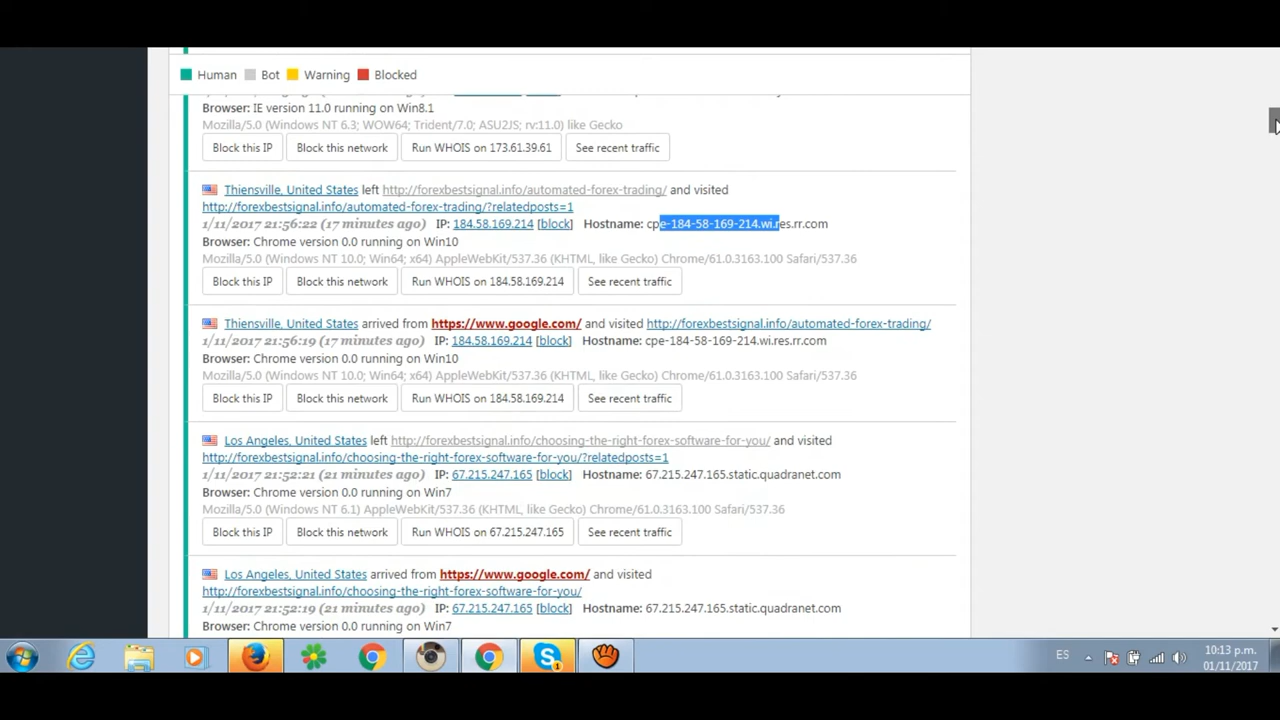 Human Bot Warning Blocked
Browser: IE version 11.0 running on Win8.1
Mozilla/5.0 (Windows NT 6.3; WOW64; Trident/7.0; ASU2JS; rv:11.0) like Gecko
Block this IP Block this network Run WHOIS on 173.61.39.61 See recent traffic
Thiensville, United States left http://forexbestsignal.info/automated-forex-trading/ and visited
http://forexbestsignal.info/automated-forex-trading/?relatedposts=1
1/11/2017 21:56:22 (17 minutes ago) IP: 184.58.169.214 [block] Hostname: cpe-184-58-169-214.wi.res.rr.com
Browser: Chrome version 0.0 running on Win10
Mozilla/5.0 (Windows NT 10.0; Win64; x64) AppleWebKit/537.36 (KHTML, like Gecko) Chrome/61.0.3163.100 Safari/537.36
Block this IP Block this network Run WHOIS on 184.58.169.214 See recent traffic
Thiensville, United States arrived from https://www.google.com/ and visited http://forexbestsignal.info/automated-forex-trading/
1/11/2017 21:56:19 (17 minutes ago) IP: 184.58.169.214 [block] Hostname: cpe-184-58-169-214.wi.res.rr.com
Browser: Chrome version 0.0 running on Win10
Mozilla/5.0 (Windows NT 10.0; Win64; x64) AppleWebKit/537.36 (KHTML, like Gecko) Chrome/61.0.3163.100 Safari/537.36
Block this IP Block this network Run WHOIS on 184.58.169.214 See recent traffic
Los Angeles, United States left http://forexbestsignal.info/choosing-the-right-forex-software-for-you/ and visited
http://forexbestsignal.info/choosing-the-right-forex-software-for-you/?relatedposts=1
1/11/2017 21:52:21 (21 minutes ago) IP: 67.215.247.165 [block] Hostname: 67.215.247.165.static.quadranet.com
Browser: Chrome version 0.0 running on Win7
Mozilla/5.0 (Windows NT 6.1) AppleWebKit/537.36 (KHTML, like Gecko) Chrome/61.0.3163.100 Safari/537.36
Block this IP Block this network Run WHOIS on 67.215.247.165 See recent traffic
Los Angeles, United States arrived from https://www.google.com/ and visited
http://forexbestsignal.info/choosing-the-right-forex-software-for-you/
1/11/2017 21:52:19 (21 minutes ago) IP: 67.215.247.165 [block] Hostname: 67.215.247.165.static.quadranet.com
Browser: Chrome version 0.0 running on Win7
ES
10:13 p.m.
01/11/2017